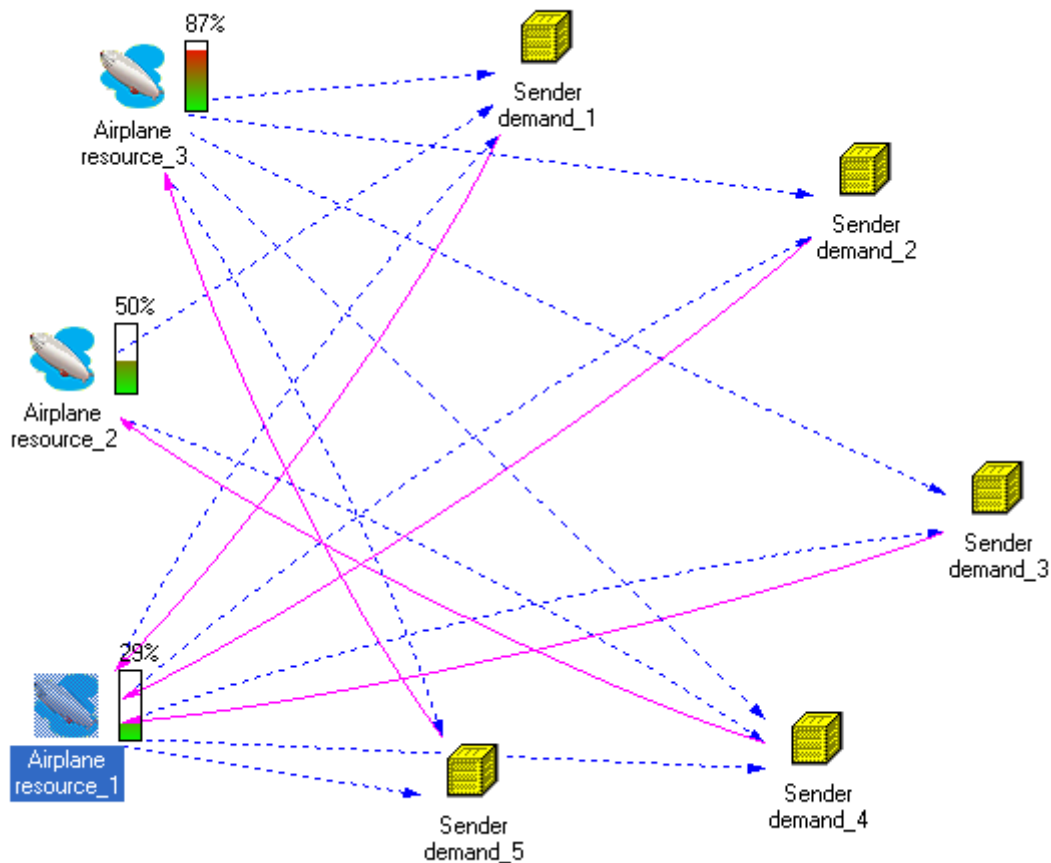 87%
Airplane
resource_3
Sender
demand_1
Sender
demand_2
50%
Airplane
resource_2
Sender
demand_3
29%
Airplane
resource_1
Sender
demand_4
Sender
demand_5